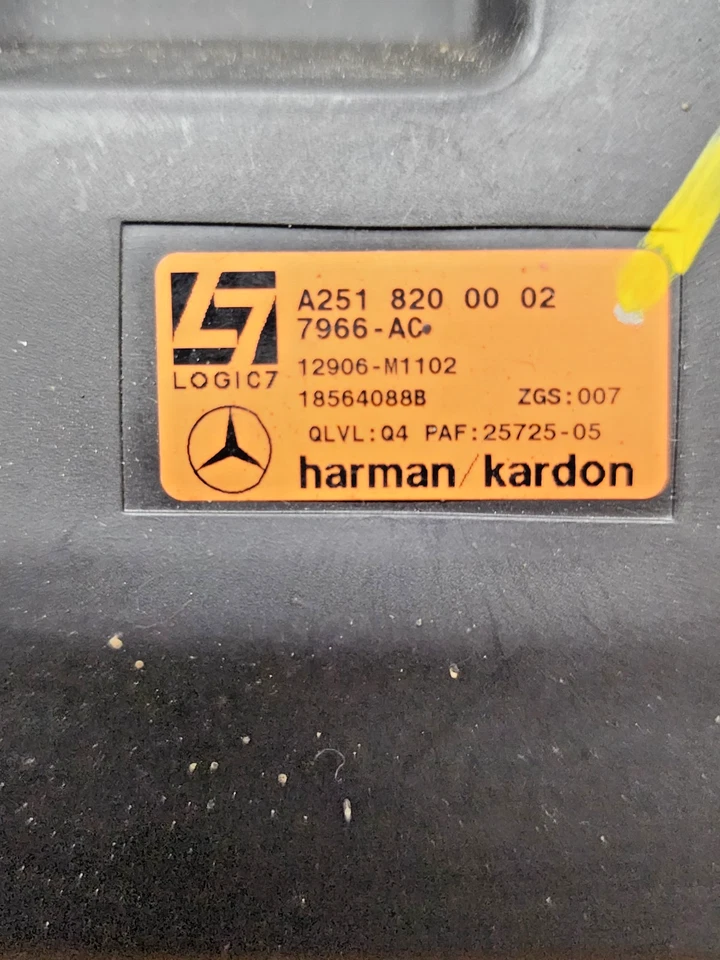 A251 820 00 02
7966-AC
12906-M1102
LOGIC7
18564088B ZGS:007
QLVL:Q4 PAF:25725-05
harman/kardon